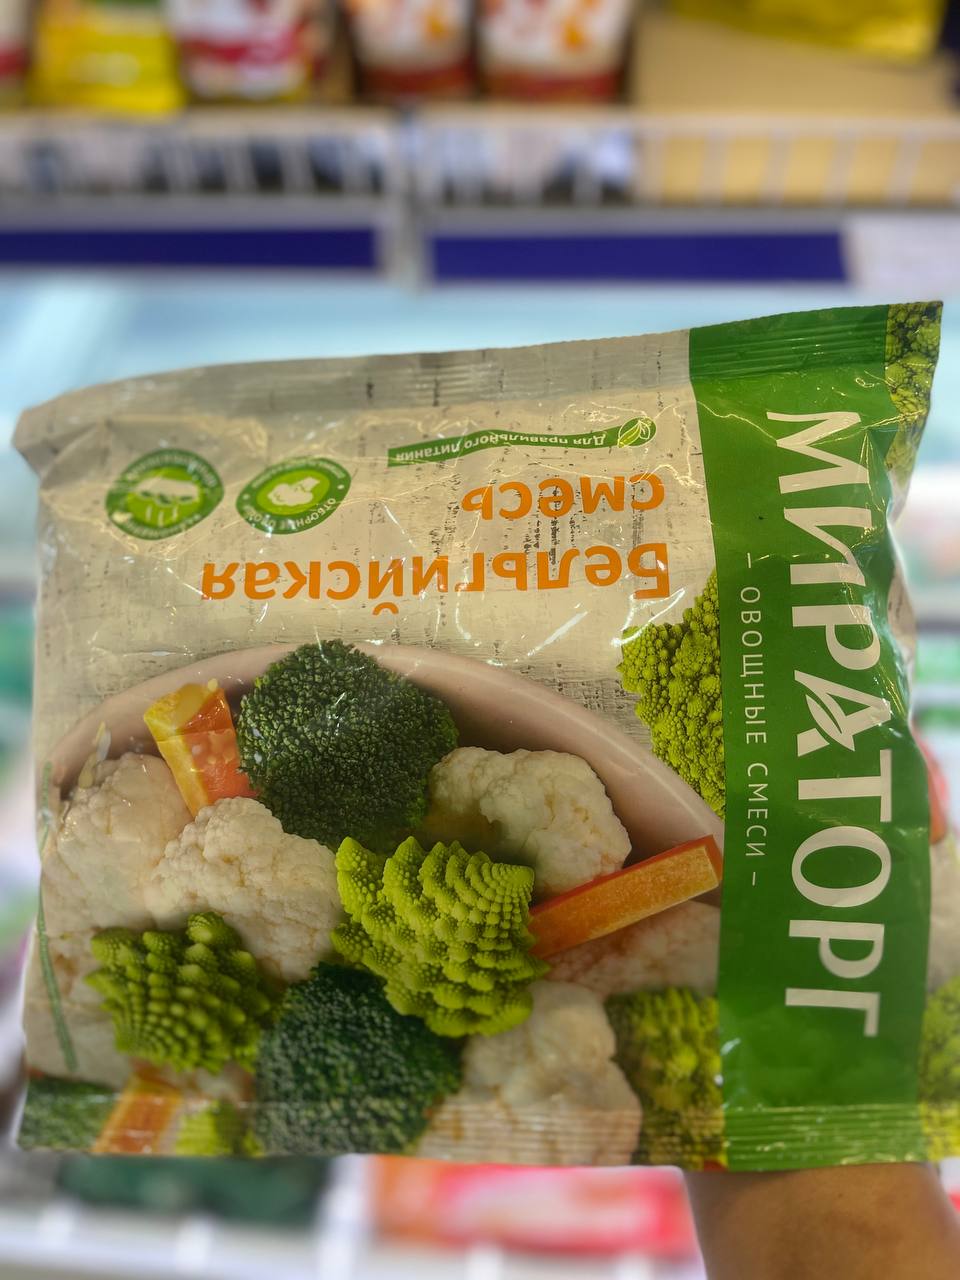 МИРАТОРГ
– ОВОЩНЫЕ СМЕСИ –
Бельгийская
смесь
Для правильного питания